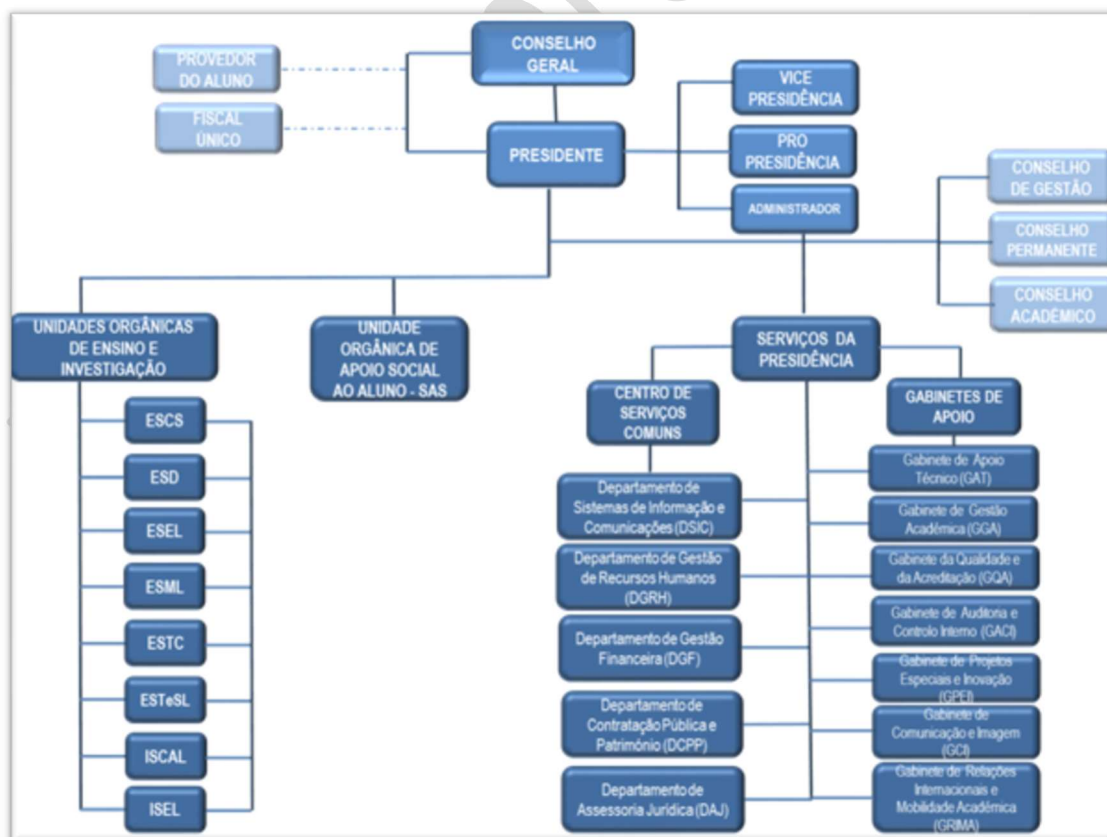 CONSELHO
GERAL
PROVEDOR
DO ALUNO
FISCAL
ÚNICO
PRESIDENTE
VICE
PRESIDÊNCIA
PRO
PRESIDÊNCIA
ADMINISTRADOR
CONSELHO
DE GESTÃO
CONSELHO
PERMANENTE
CONSELHO
ACADÉMICO
UNIDADES ORGÂNICAS
DE ENSINO E
INVESTIGAÇÃO
UNIDADE
ORGÂNICA DE
APOIO SOCIAL
AO ALUNO - SAS
SERVIÇOS DA
PRESIDÊNCIA
ESCS
ESD
ESEL
ESML
ESTC
ESTeSL
ISCAL
ISEL
CENTRO DE
SERVIÇOS
COMUNS
Departamento de
Sistemas de Informação e
Comunicações (DSIC)
Departamento de Gestão
de Recursos Humanos
(DGRH)
Departamento de Gestão
Financeira (DGF)
Departamento de
Contratação Pública e
Património (DCPP)
Departamento de
Assessoria Jurídica (DAJ)
GABINETES DE
APOIO
Gabinete de Apoio
Técnico (GAT)
Gabinete de Gestão
Académica (GGA)
Gabinete da Qualidade e
da Acreditação (GQA)
Gabinete de Auditoria e
Controlo Interno (GACI)
Gabinete de Projetos
Especiais e Inovação
(GPEI)
Gabinete de
Comunicação e Imagem
(GCI)
Gabinete de Relações
Internacionais e
Mobilidade Académica
(GRIMA)